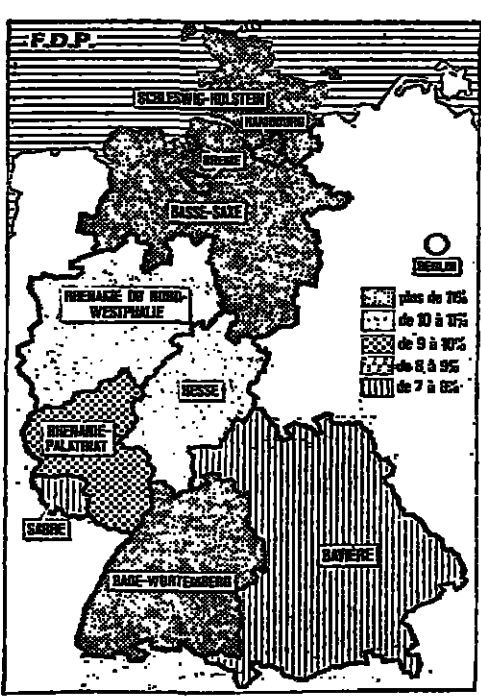 F.D.P.
SCHLESWIG-HOLSTEIN
HAMBOURG
BREME
BASSE-SAXE
BERLIN
RHENANIE DU NORD-
WESTPHALIE
plus de 11%
de 10 à 11%
de 9 à 10%
de 8 à 9%
de 7 à 8%
HESSE
RHENANIE-
PALATINAT
SARRE
BAVIÈRE
BADE-WURTEMBERG